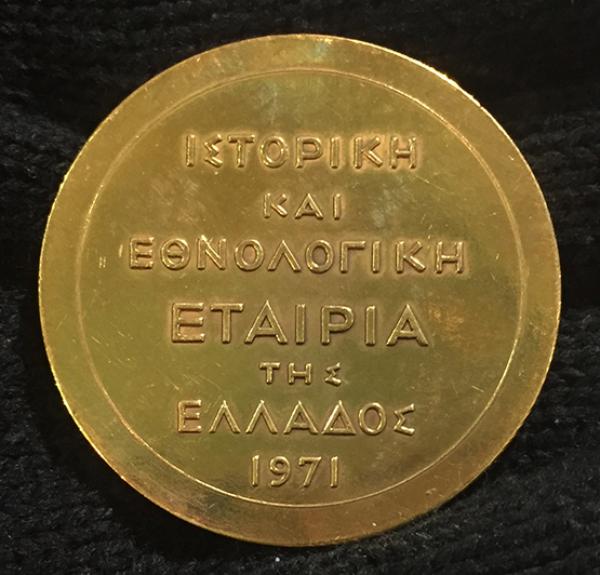 ΙΣΤΟΡΙΚΗ
ΚΑΙ
ΕΘΝΟΛΟΓΙΚΗ
ΕΤΑΙΡΙΑ
ΤΗΣ
ΕΛΛΑΔΟΣ
1971